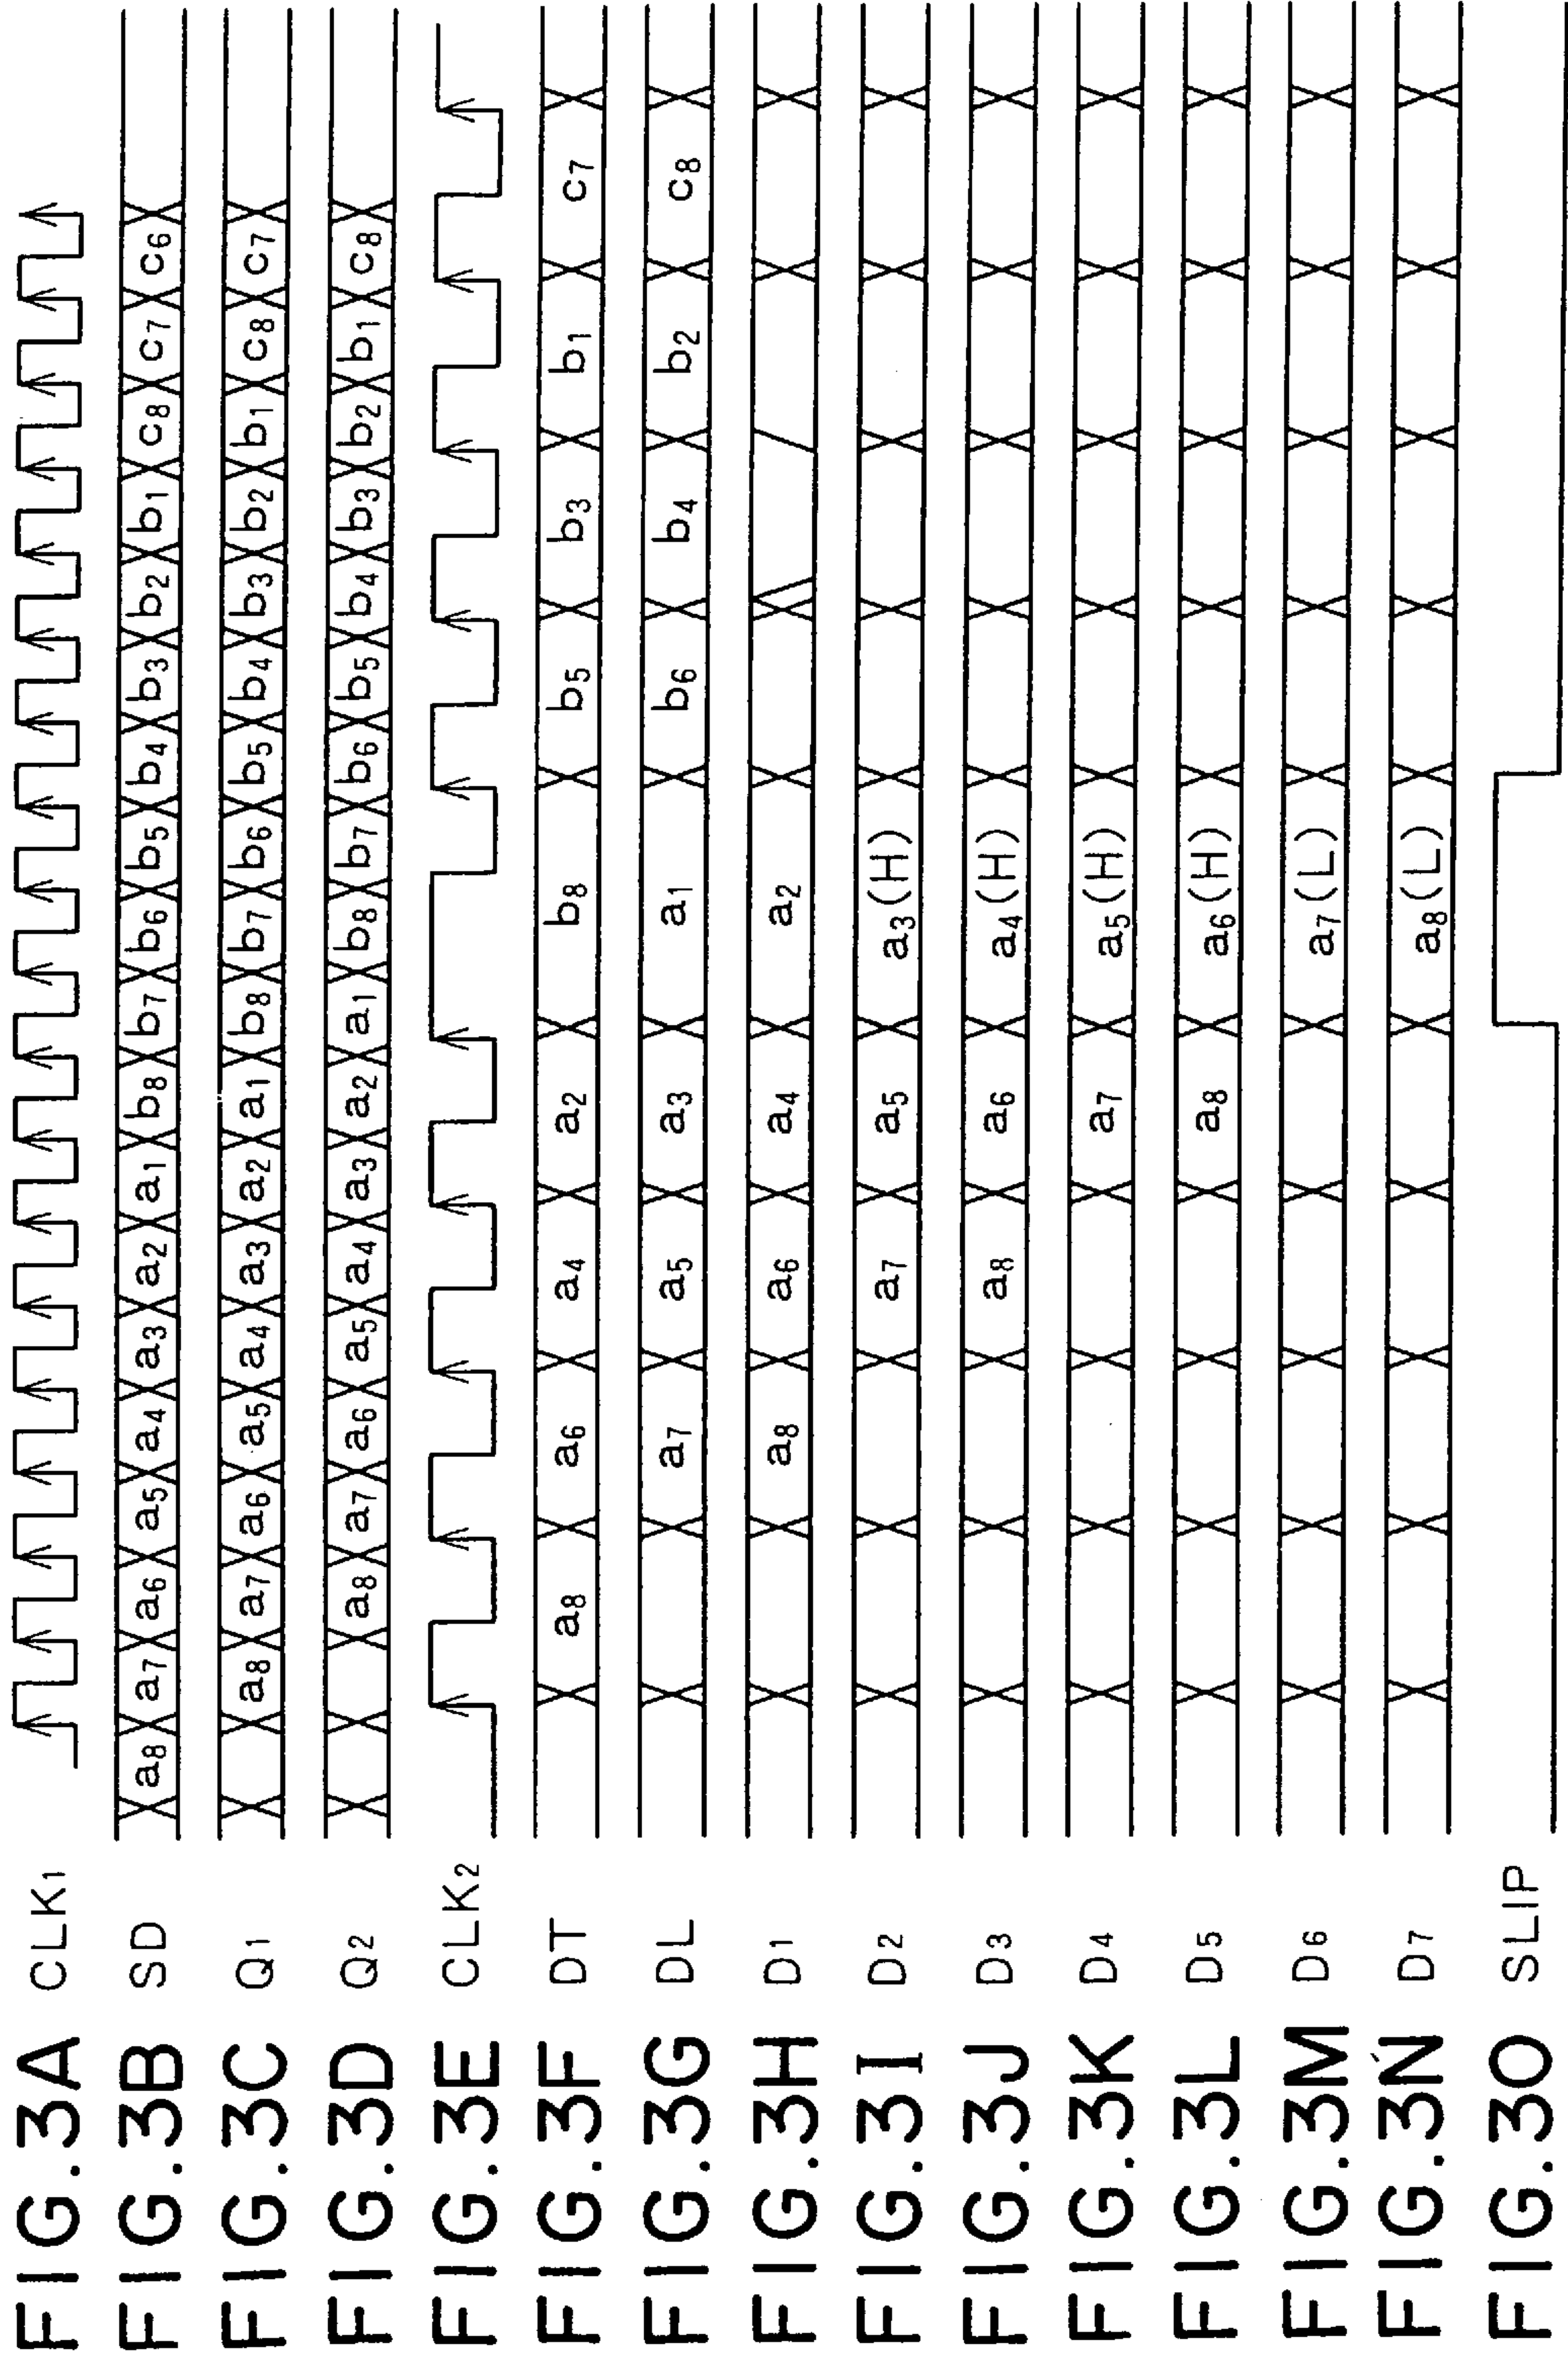 FIG.3A CLK1
FIG.3B SD a8 a7 a6 a5 a4 a3 a2 a1 b8 b7 b6 b5 b4 b3 b2 b1 c8 c7 c6
FIG.3C Q1 a8 a7 a6 a5 a4 a3 a2 a1 b8 b7 b6 b5 b4 b3 b2 b1 c8 c7
FIG.3D Q2 a8 a7 a6 a5 a4 a3 a2 a1 b8 b7 b6 b5 b4 b3 b2 b1 c8
FIG.3E CLK2
FIG.3F DT a8 a6 a4 a2 b8 b5 b3 b1 c7
FIG.3G DL a7 a5 a3 a1 b6 b4 b2 c8
FIG.3H D1 a8 a6 a4 a2
FIG.3I D2 a7 a5 a3(H)
FIG.3J D3 a8 a6 a4(H)
FIG.3K D4 a7 a5(H)
FIG.3L D5 a8 a6(H)
FIG.3M D6 a7(L)
FIG.3N D7 a8(L)
FIG.3O SLIP